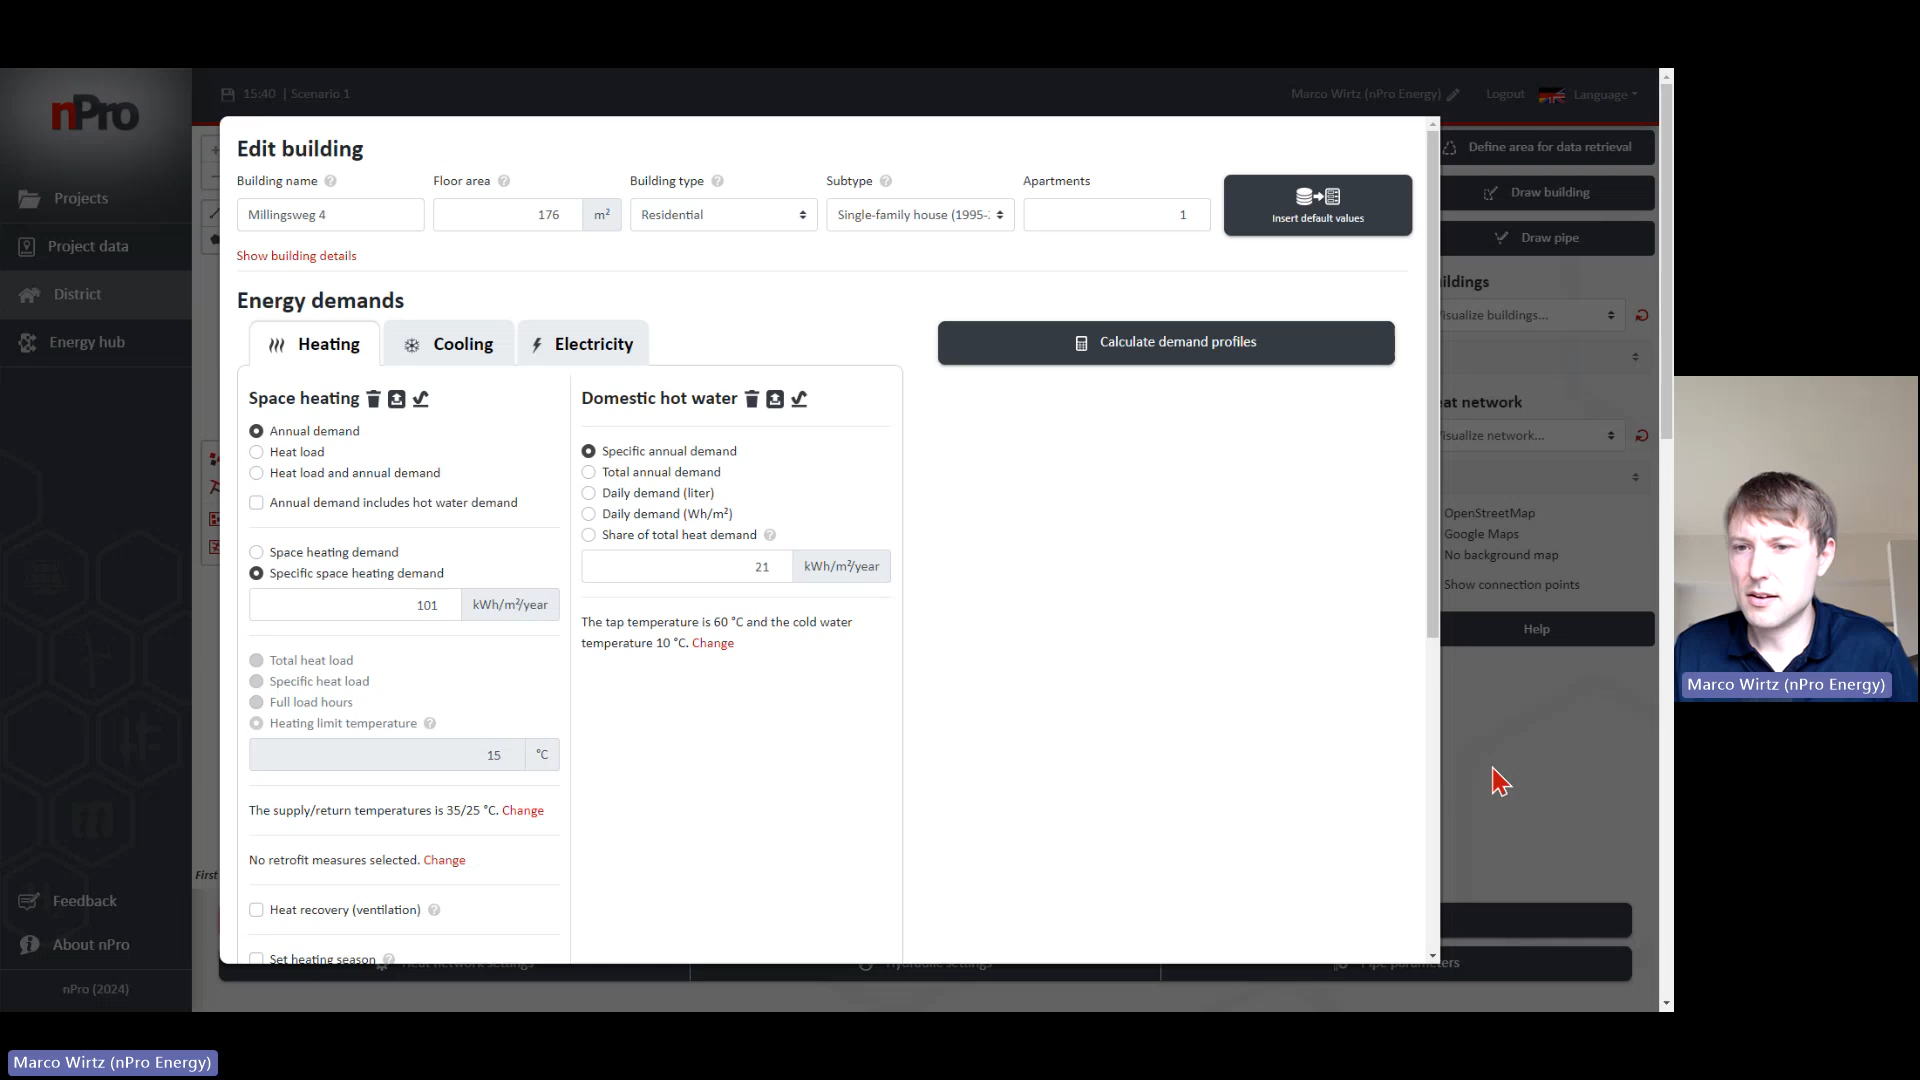 nPro
15:40 | Scenario 1
Marco Wirtz (nPro Energy)
Logout
Language
Projects
Project data
District
Energy hub
Feedback
About nPro
nPro (2024)
Edit building
Building name
Floor area
Building type
Subtype
Apartments
Millingsweg 4
176
m²
Residential
Single-family house (1995-
1
Insert default values
Show building details
Energy demands
Heating
Cooling
Electricity
Calculate demand profiles
Space heating
Annual demand
Heat load
Heat load and annual demand
Annual demand includes hot water demand
Space heating demand
Specific space heating demand
101
kWh/m²/year
Total heat load
Specific heat load
Full load hours
Heating limit temperature
15
°C
The supply/return temperatures is 35/25 °C. Change
No retrofit measures selected. Change
Heat recovery (ventilation)
Set heating season
Domestic hot water
Specific annual demand
Total annual demand
Daily demand (liter)
Daily demand (Wh/m²)
Share of total heat demand
21
kWh/m²/year
The tap temperature is 60 °C and the cold water
temperature 10 °C. Change
Define area for data retrieval
Draw building
Draw pipe
ildings
isualize buildings...
at network
isualize network...
OpenStreetMap
Google Maps
No background map
Show connection points
Help
First
Pipe parameters
Marco Wirtz (nPro Energy)
Marco Wirtz (nPro Energy)